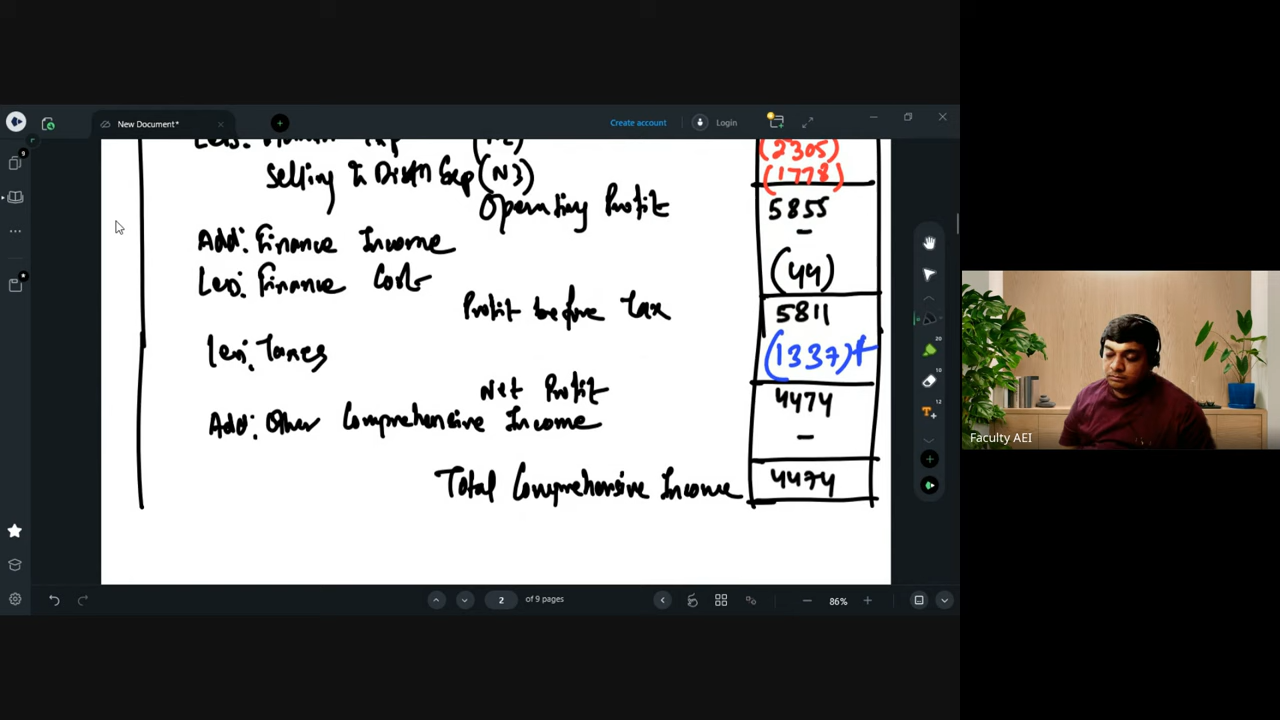 New Document*
Create account
Login
Less:
(2305)
Selling & Distn Exp (N3)
(1778)
Operating Profit
5855
Add: Finance Income
-
Less: Finance Cost
(44)
Profit before Tax
5811
Less: Taxes
(1337)
Net Profit
4474
Add: Other Comprehensive Income
-
Total Comprehensive Income
4474
Faculty AEI
2 of 9 pages
86%